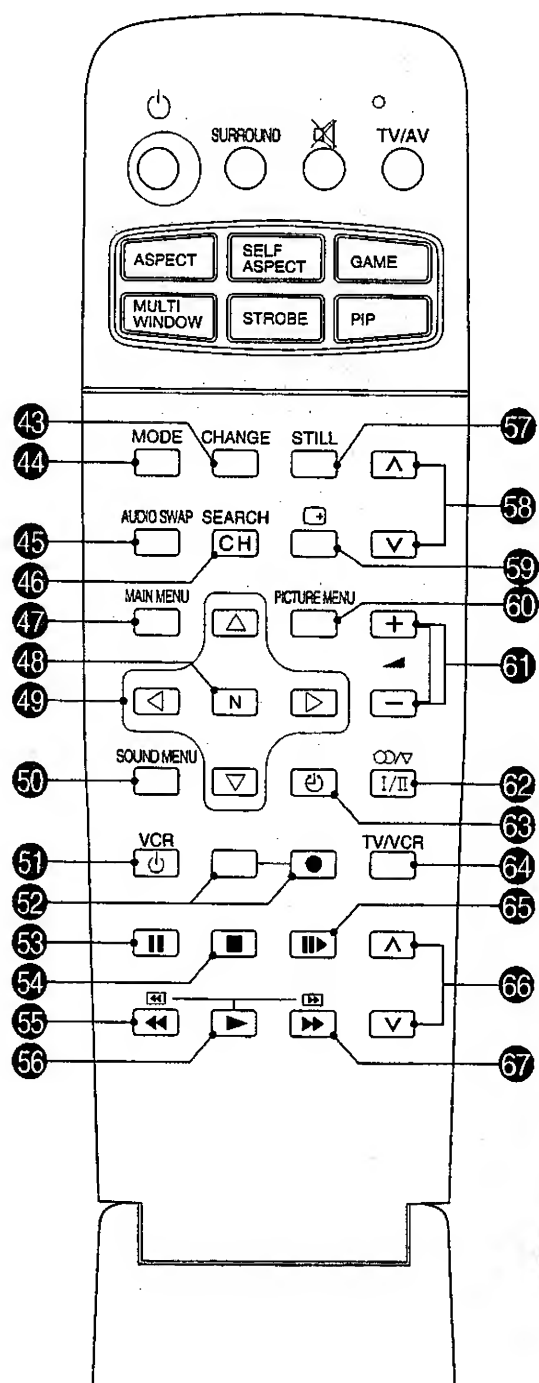 SURROUND TV/AV
ASPECT SELF ASPECT GAME
MULTI WINDOW STROBE PIP
43 MODE CHANGE STILL 57
44 58
45 AUDIO SWAP SEARCH 59
46 CH
47 MAIN MENU PICTURE MENU 60
48 + 61
49 N −
50 SOUND MENU I/II 62
63
51 VCR TV/VCR 64
52 65
53
54 66
55
56 67